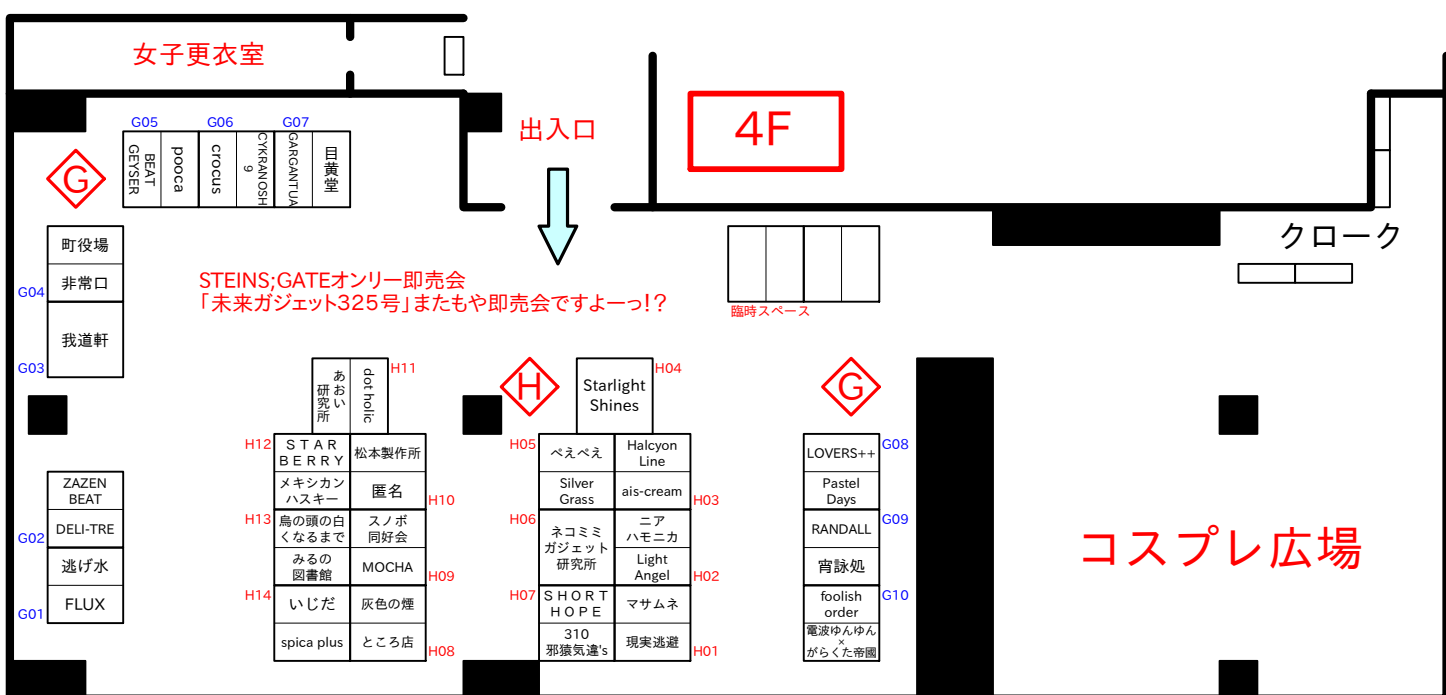 女子更衣室
出入口
4F
G
G05
G06
G07
BEAT
GEYSER
pooca
crocus
CYKRANOSH
9
GARGANTUA
目黄堂
クローク
町役場
非常口
G04
我道軒
G03
STEINS;GATEオンリー即売会
「未来ガジェット325号」またもや即売会ですよーっ!?
臨時スペース
あおい
研究所
dot holic
H11
H
Starlight
Shines
H04
G
H12
STAR
BERRY
松本製作所
メキシカン
ハスキー
匿名
H10
H13
鳥の頭の白
くなるまで
スノボ
同好会
みるの
図書館
MOCHA
H09
H14
いじだ
灰色の煙
spica plus
ところ店
H08
H05
ぺえぺえ
Halcyon
Line
Silver
Grass
ais-cream
H03
H06
ネコミミ
ガジェット
研究所
ニア
ハモニカ
Light
Angel
H02
H07
SHORT
HOPE
マサムネ
310
邪猿気違's
現実逃避
H01
LOVERS++
G08
Pastel
Days
RANDALL
G09
宵詠処
foolish
order
G10
電波ゆんゆん
×
がらくた帝國
ZAZEN
BEAT
DELI-TRE
G02
逃げ水
FLUX
G01
コスプレ広場